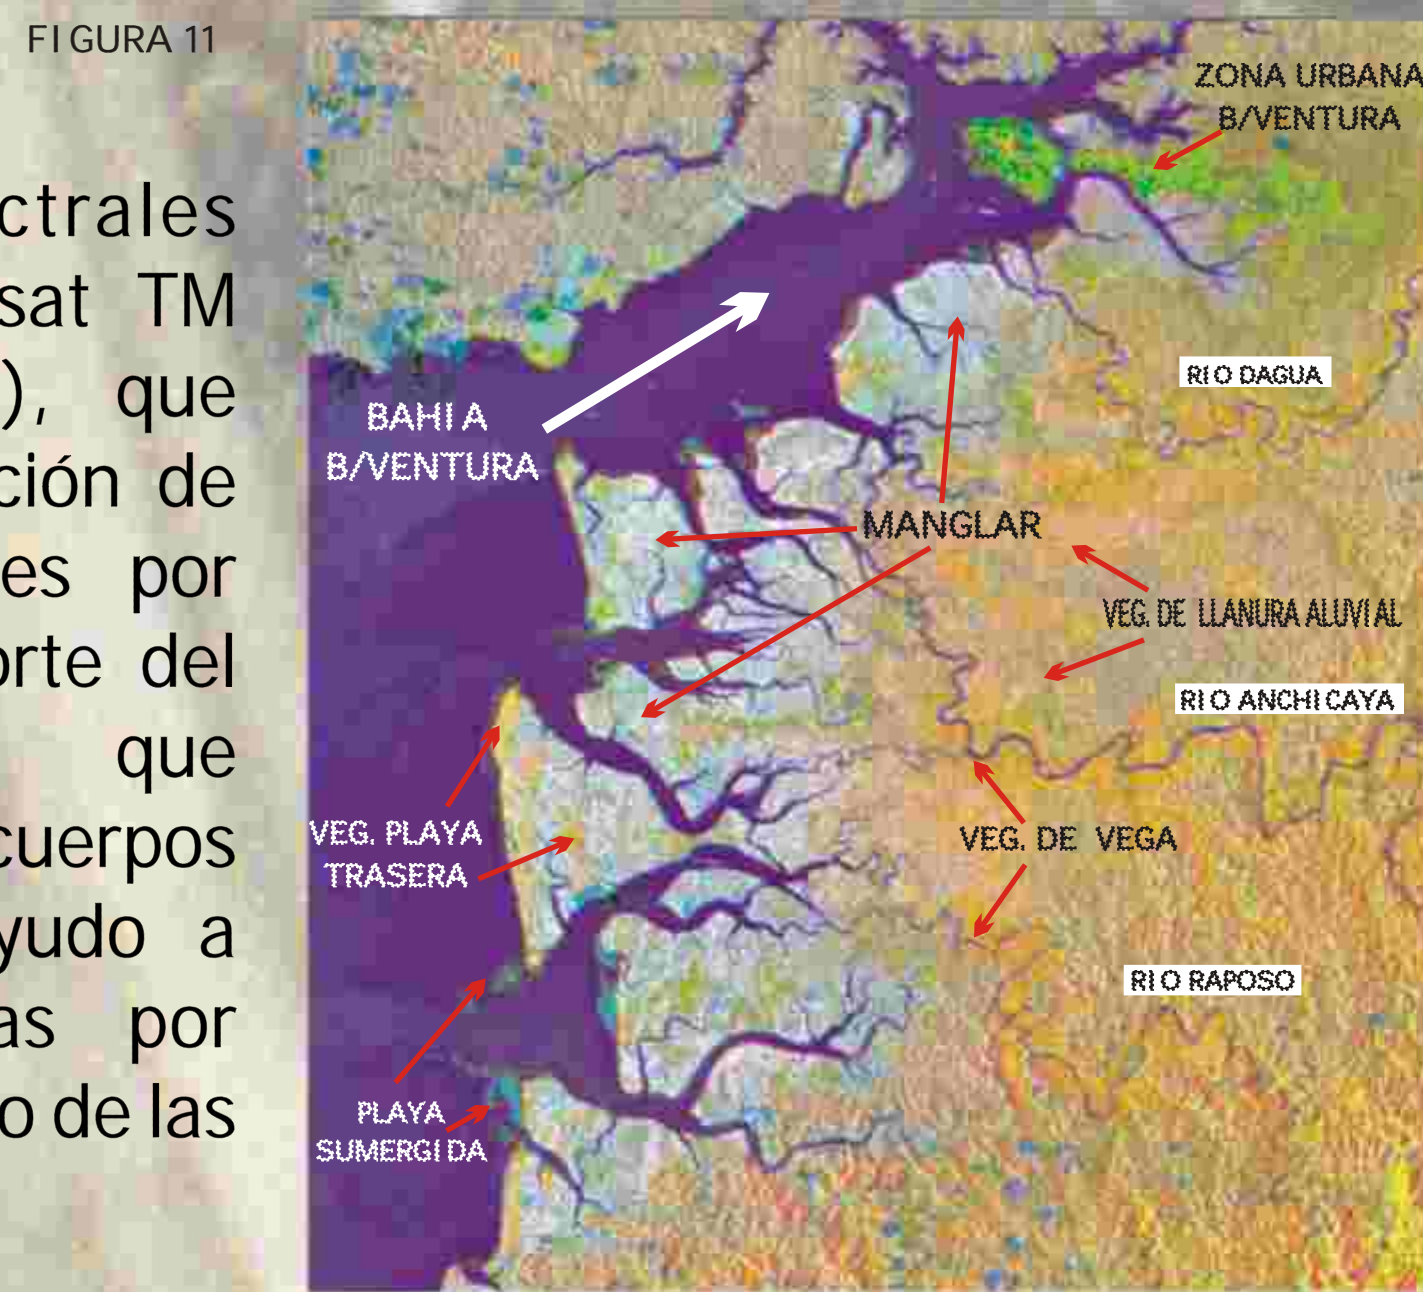 FIGURA 11
ctrales
sat TM
), que
ción de
es por
orte del
que
cuerpos
yudo a
as por
o de las
ZONA URBANA
B/VENTURA
RIO DAGUA
BAHIA
B/VENTURA
MANGLAR
VEG. DE LLANURA ALUVIAL
RIO ANCHICAYA
VEG. PLAYA
TRASERA
VEG. DE VEGA
RIO RAPOSO
PLAYA
SUMERGIDA